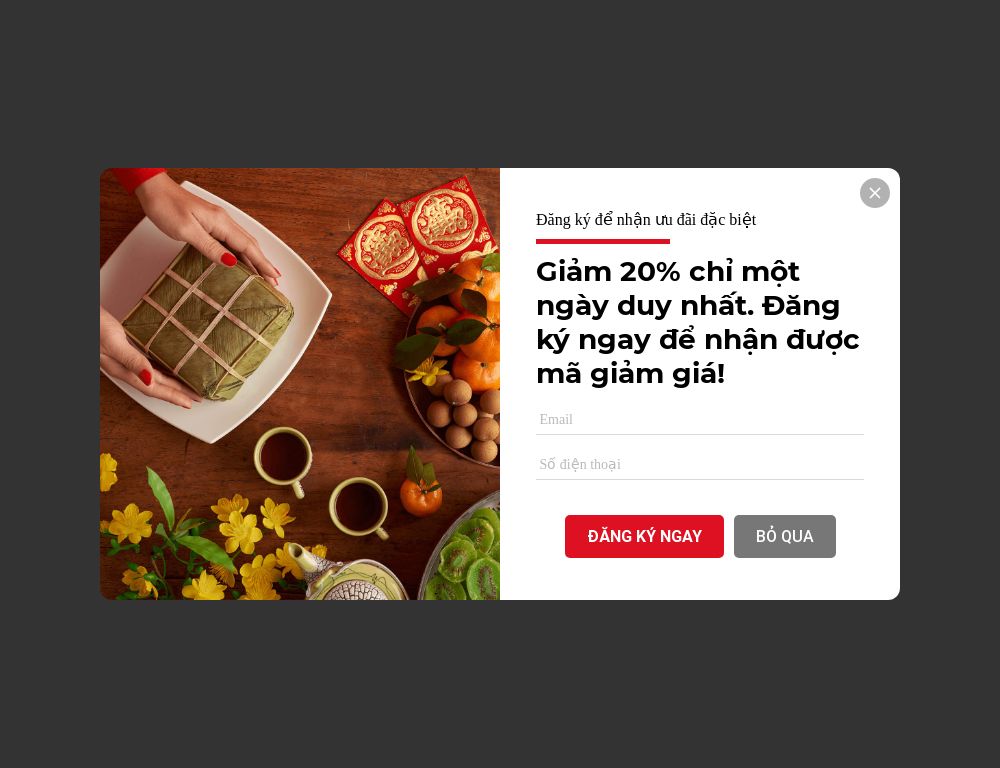 Đăng ký để nhận ưu đãi đặc biệt
Giảm 20% chỉ một
ngày duy nhất. Đăng
ký ngay để nhận được
mã giảm giá!
Email
Số điện thoại
ĐĂNG KÝ NGAY
BỎ QUA